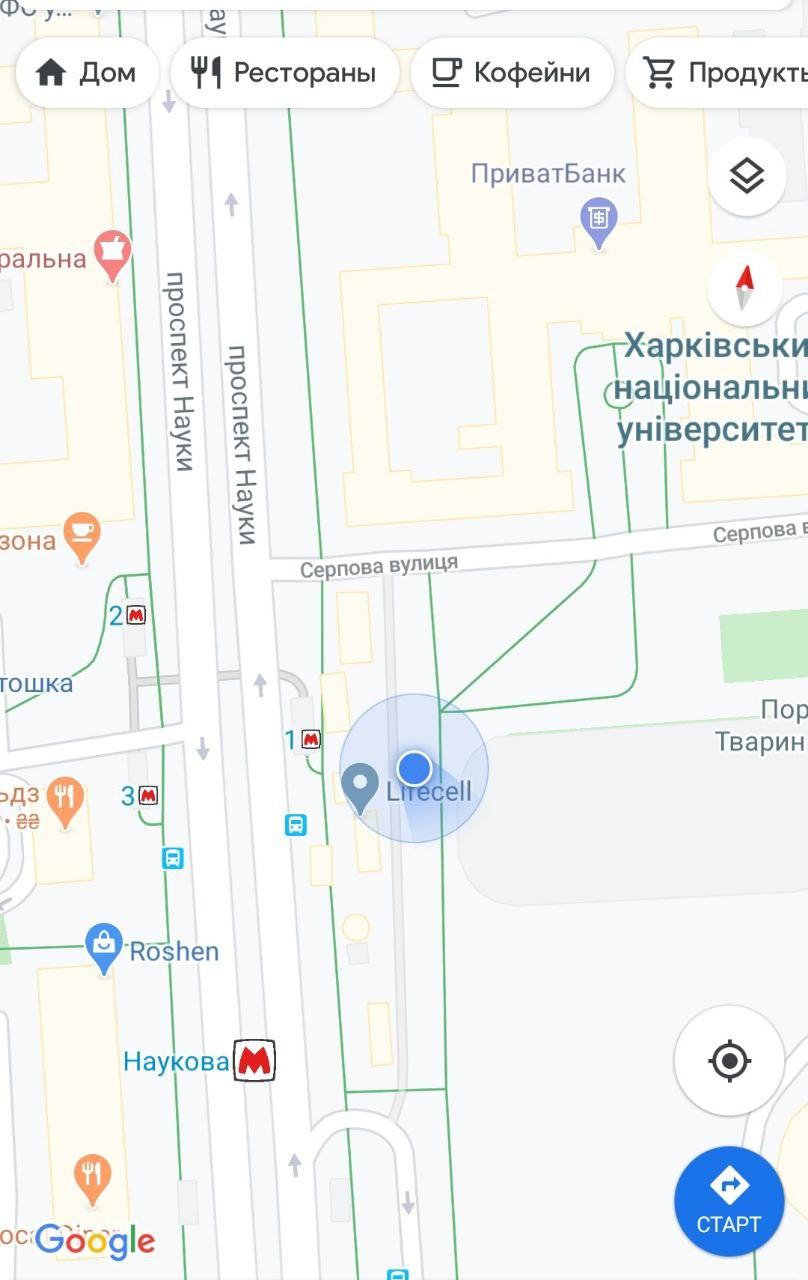 Дом
Рестораны
Кофейни
Продукты
ПриватБанк
ральна
проспект Науки
проспект Науки
Харківськи
національни
університет
зона
Серпова вулиця
Серпова в
2
тошка
1
Пор
Тварин
Lifecell
ьдз
3
· ₴₴
Roshen
Наукова
СТАРТ
Google